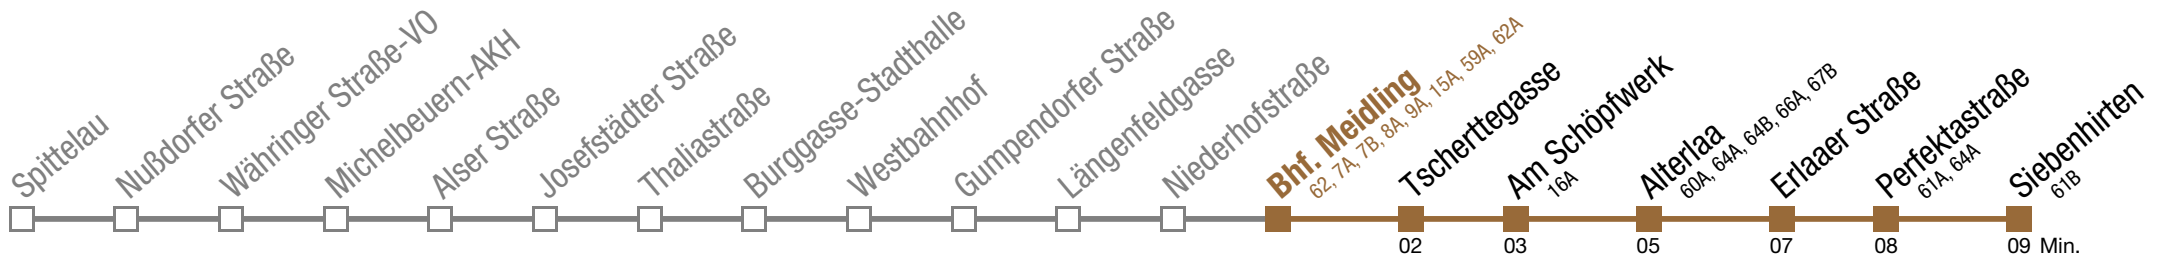 Spittelau
Nußdorfer Straße
Währinger Straße-VO
Michelbeuern-AKH
Alser Straße
Josefstädter Straße
Thaliastraße
Burggasse-Stadthalle
Westbahnhof
Gumpendorfer Straße
Längenfeldgasse
Niederhofstraße
Bhf. Meidling
62, 7A, 7B, 8A, 9A, 15A, 59A, 62A
Tscherttegasse
Am Schöpfwerk
16A
Alterlaa
60A, 64A, 64B, 66A, 67B
Erlaaer Straße
Perfektastraße
61A, 64A
Siebenhirten
61B
02 03 05 07 08 09 Min.